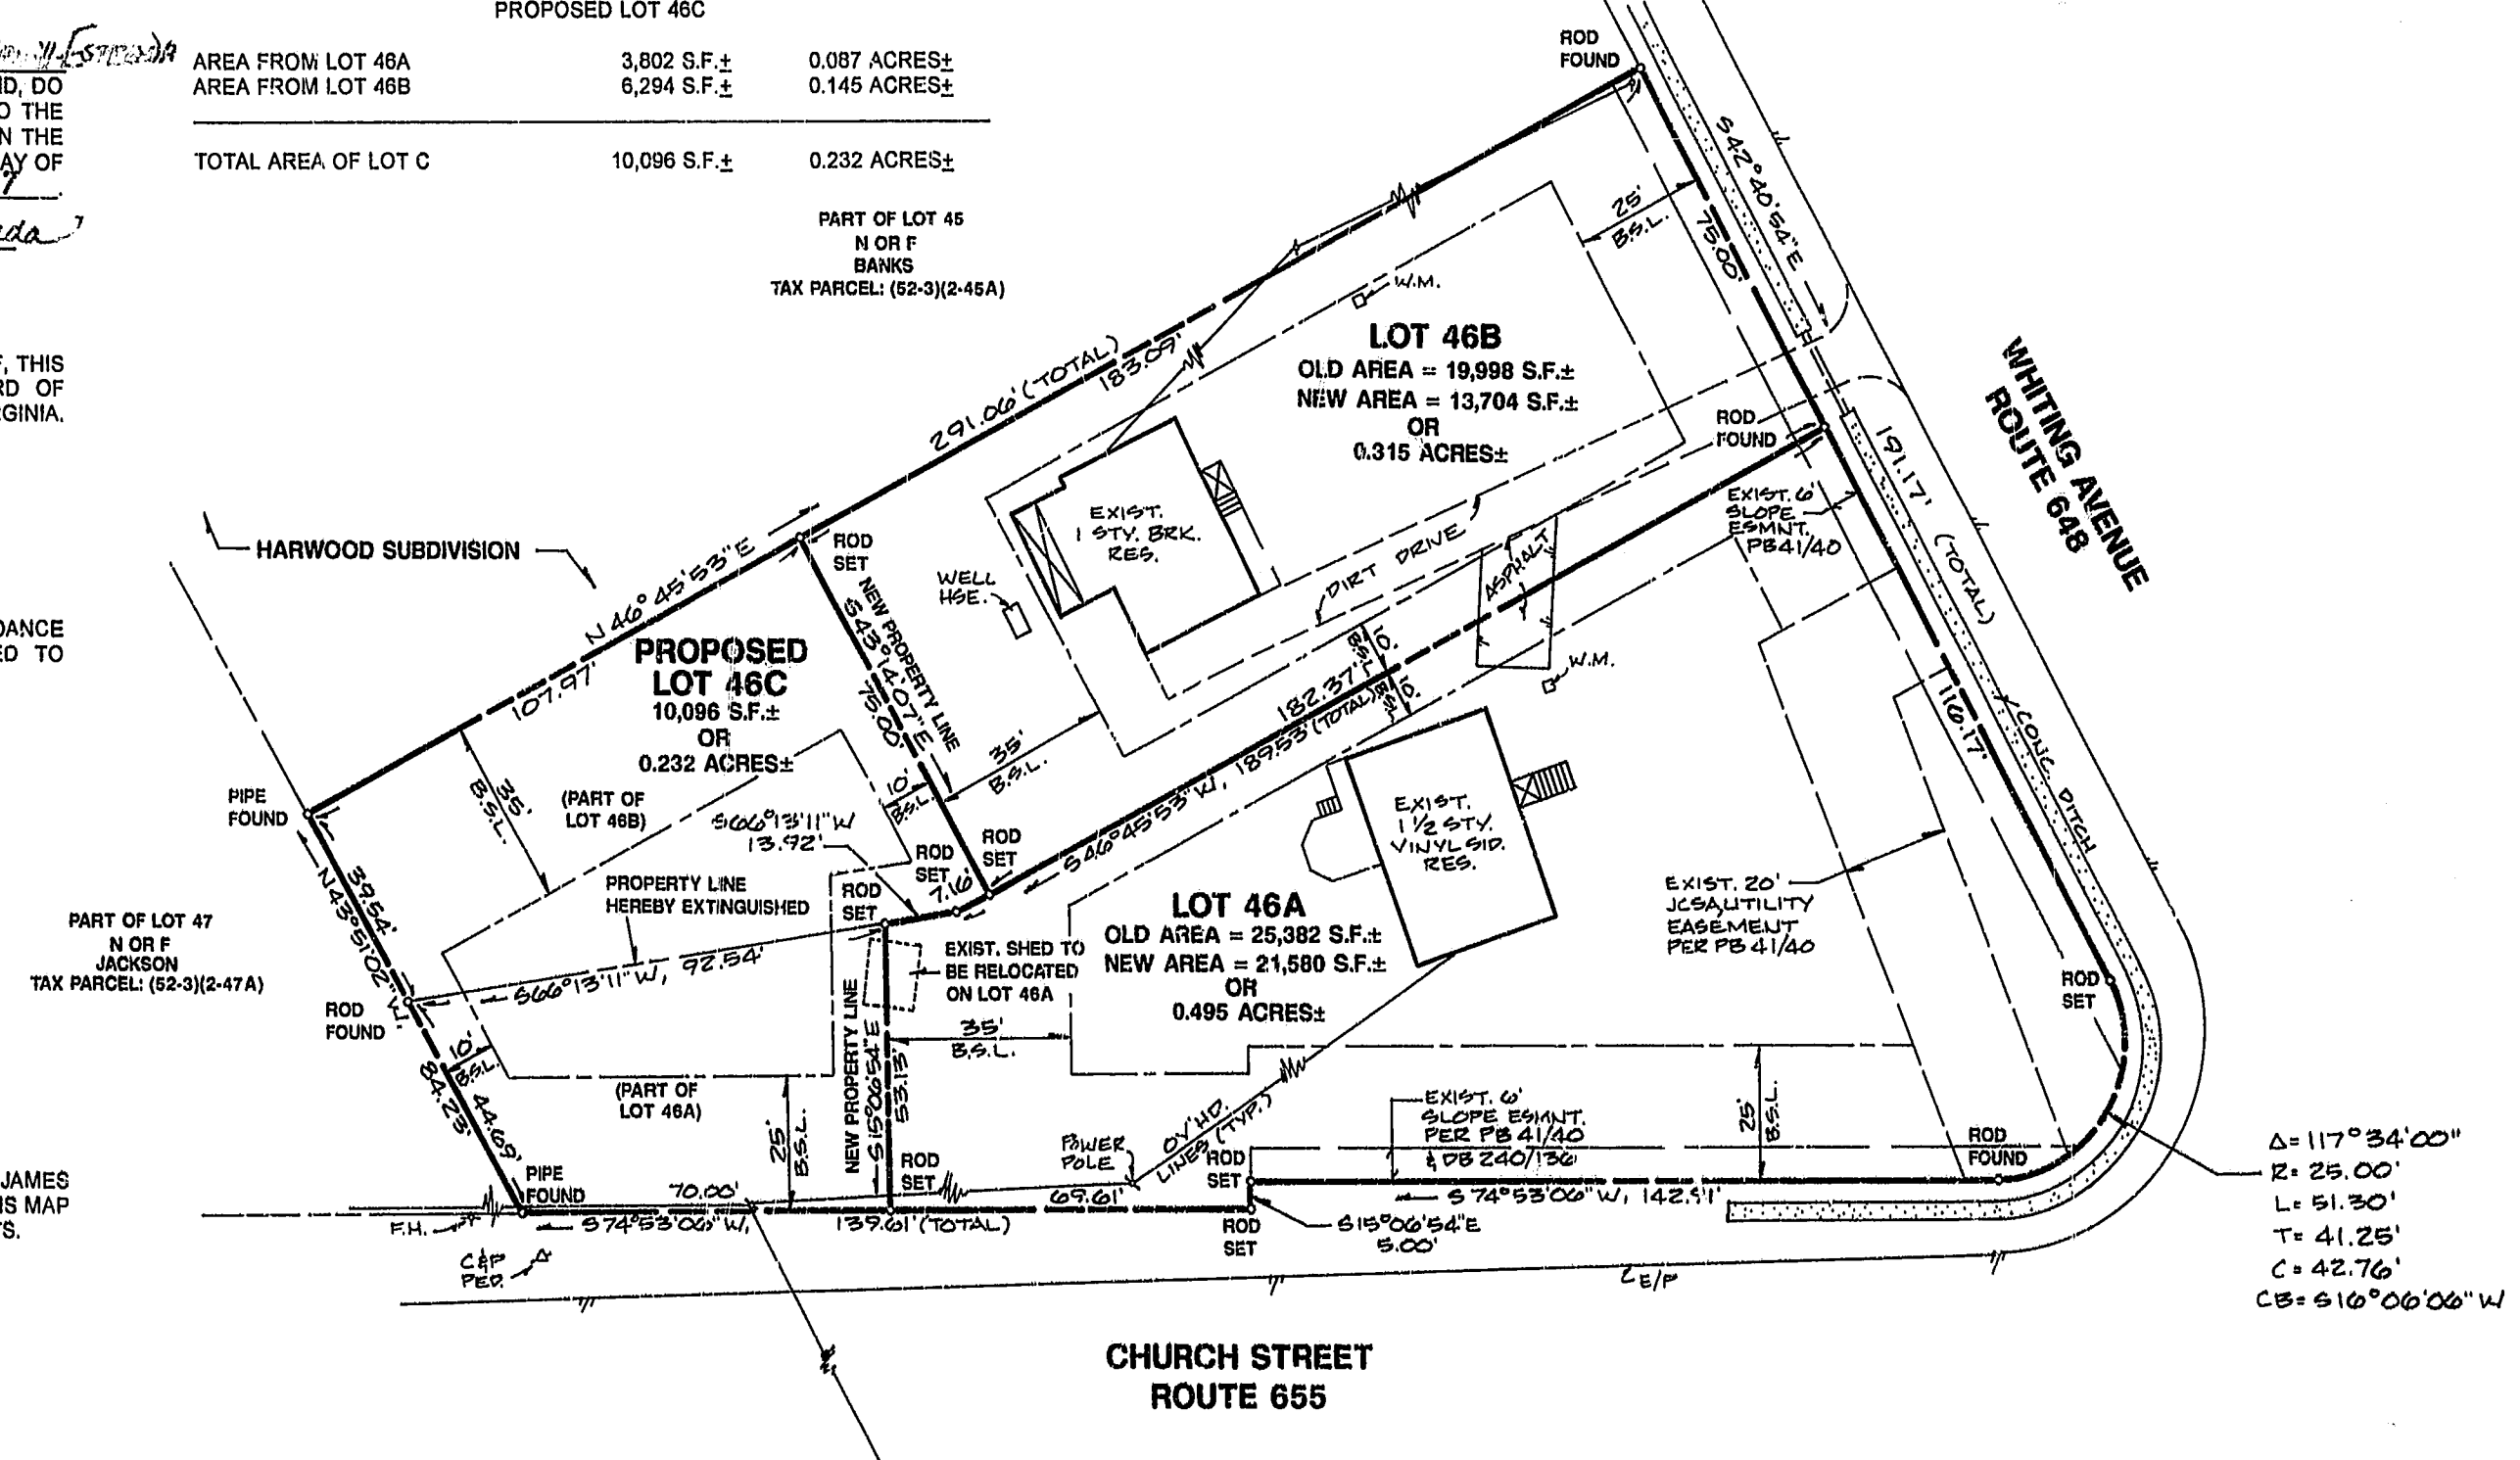 PROPOSED LOT 46C
AREA FROM LOT 46A 3,802 S.F.± 0.087 ACRES±
AREA FROM LOT 46B 6,294 S.F.± 0.145 ACRES±
TOTAL AREA OF LOT C 10,096 S.F.± 0.232 ACRES±
DO
THE
THE
OF
THIS
OF
TO
JAMES
MAP
PART OF LOT 45
N OR F
BANKS
TAX PARCEL: (52-3)(2-45A)
HARWOOD SUBDIVISION
ROD
FOUND
S42°40'54"E
75.00'
25'
B.S.L.
W.M.
291.06' (TOTAL)
183.09'
LOT 46B
OLD AREA = 19,998 S.F.±
NEW AREA = 13,704 S.F.±
OR
0.315 ACRES±
ROD
FOUND
WHITING AVENUE
ROUTE 648
191.17' (TOTAL)
EXIST. 6'
SLOPE
ESMNT.
PB41/40
EXIST.
1 STY. BRK.
RES.
WELL
HSE.
DIRT DRIVE
ASPHALT
W.M.
N46°45'53"E
107.97'
ROD
SET
NEW PROPERTY LINE
S43°14'07"E
75.00'
PROPOSED
LOT 46C
10,096 S.F.±
OR
0.232 ACRES±
35'
B.S.L.
10'
B.S.L.
10'
B.S.L.
182.37'
S46°45'53"W, 189.53' (TOTAL)
116.17'
CONC. DITCH
PIPE
FOUND
35'
B.S.L.
(PART OF
LOT 46B)
10'
B.S.L.
S66°13'11"W
13.92'
ROD
SET
ROD
SET
ROD
SET
7.16'
EXIST.
1 1/2 STY.
VINYL SID.
RES.
39.54'
N43°51'02"W
PROPERTY LINE
HEREBY EXTINGUISHED
S66°13'11"W, 92.54'
LOT 46A
OLD AREA = 25,382 S.F.±
NEW AREA = 21,580 S.F.±
OR
0.495 ACRES±
EXIST. SHED TO
BE RELOCATED
ON LOT 46A
EXIST. 20'
JCSA UTILITY
EASEMENT
PER PB 41/40
PART OF LOT 47
N OR F
JACKSON
TAX PARCEL: (52-3)(2-47A)
ROD
FOUND
ROD
SET
10'
B.S.L.
84.23'
44.69'
(PART OF
LOT 46A)
25'
B.S.L.
NEW PROPERTY LINE
S15°06'54"E
53.13'
35'
B.S.L.
25'
B.S.L.
EXIST. 6'
SLOPE ESMNT.
PER PB 41/40
& DB 240/136
POWER
POLE
OV'HD.
LINES (TYP.)
PIPE
FOUND
ROD
SET
ROD
SET
ROD
FOUND
70.00'
69.61'
S74°53'06"W, 142.91'
F.H.
S74°53'06"W, 139.61' (TOTAL)
ROD
SET
S15°06'54"E
5.00'
C&P
PED.
E/P
Δ=117°34'00"
R= 25.00'
L= 51.30'
T= 41.25'
C= 42.76'
CB= S16°06'06"W
CHURCH STREET
ROUTE 655